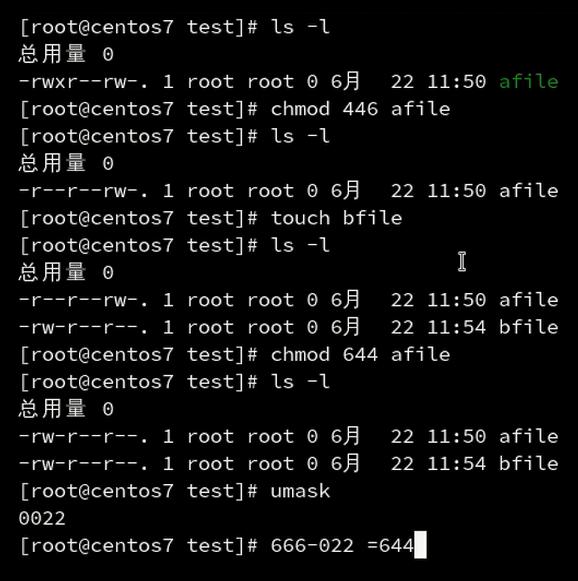 [root@centos7 test]# ls -l
总用量 0
-rwxr--rw-. 1 root root 0 6月  22 11:50 afile
[root@centos7 test]# chmod 446 afile
[root@centos7 test]# ls -l
总用量 0
-r--r--rw-. 1 root root 0 6月  22 11:50 afile
[root@centos7 test]# touch bfile
[root@centos7 test]# ls -l
总用量 0
-r--r--rw-. 1 root root 0 6月  22 11:50 afile
-rw-r--r--. 1 root root 0 6月  22 11:54 bfile
[root@centos7 test]# chmod 644 afile
[root@centos7 test]# ls -l
总用量 0
-rw-r--r--. 1 root root 0 6月  22 11:50 afile
-rw-r--r--. 1 root root 0 6月  22 11:54 bfile
[root@centos7 test]# umask
0022
[root@centos7 test]# 666-022 =644